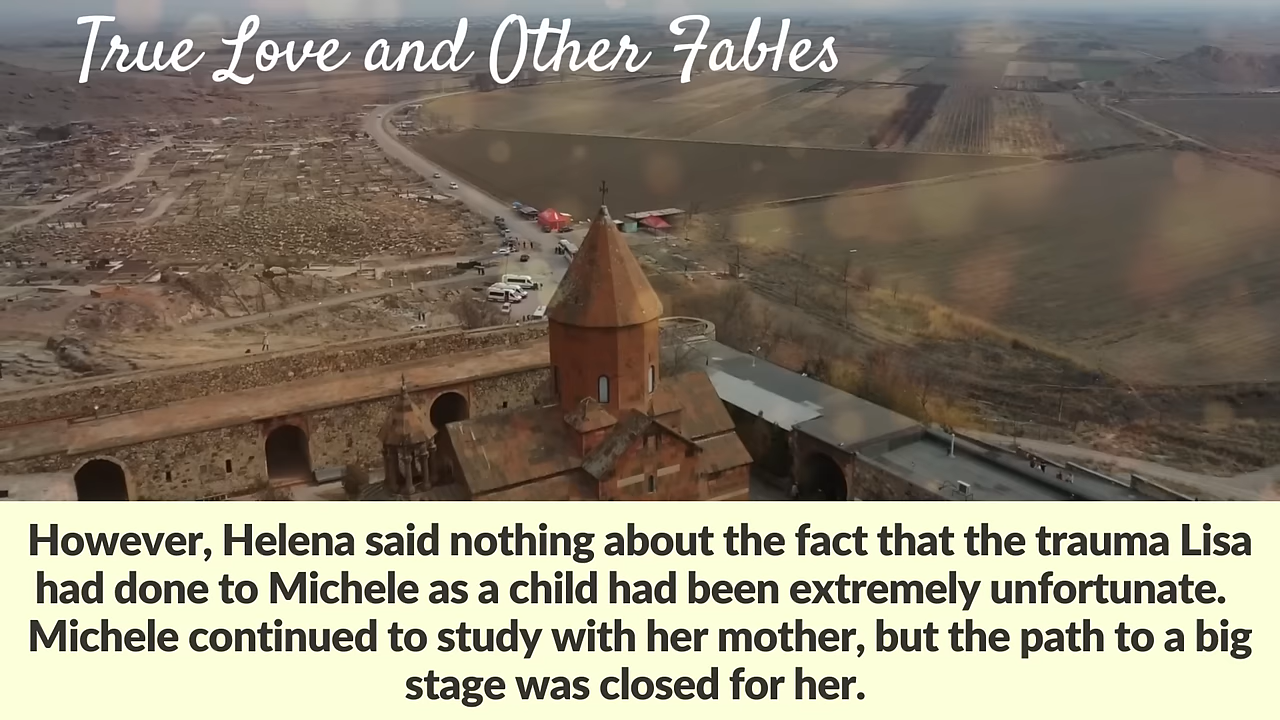 True Love and Other Fables
However, Helena said nothing about the fact that the trauma Lisa
had done to Michele as a child had been extremely unfortunate.
Michele continued to study with her mother, but the path to a big
stage was closed for her.